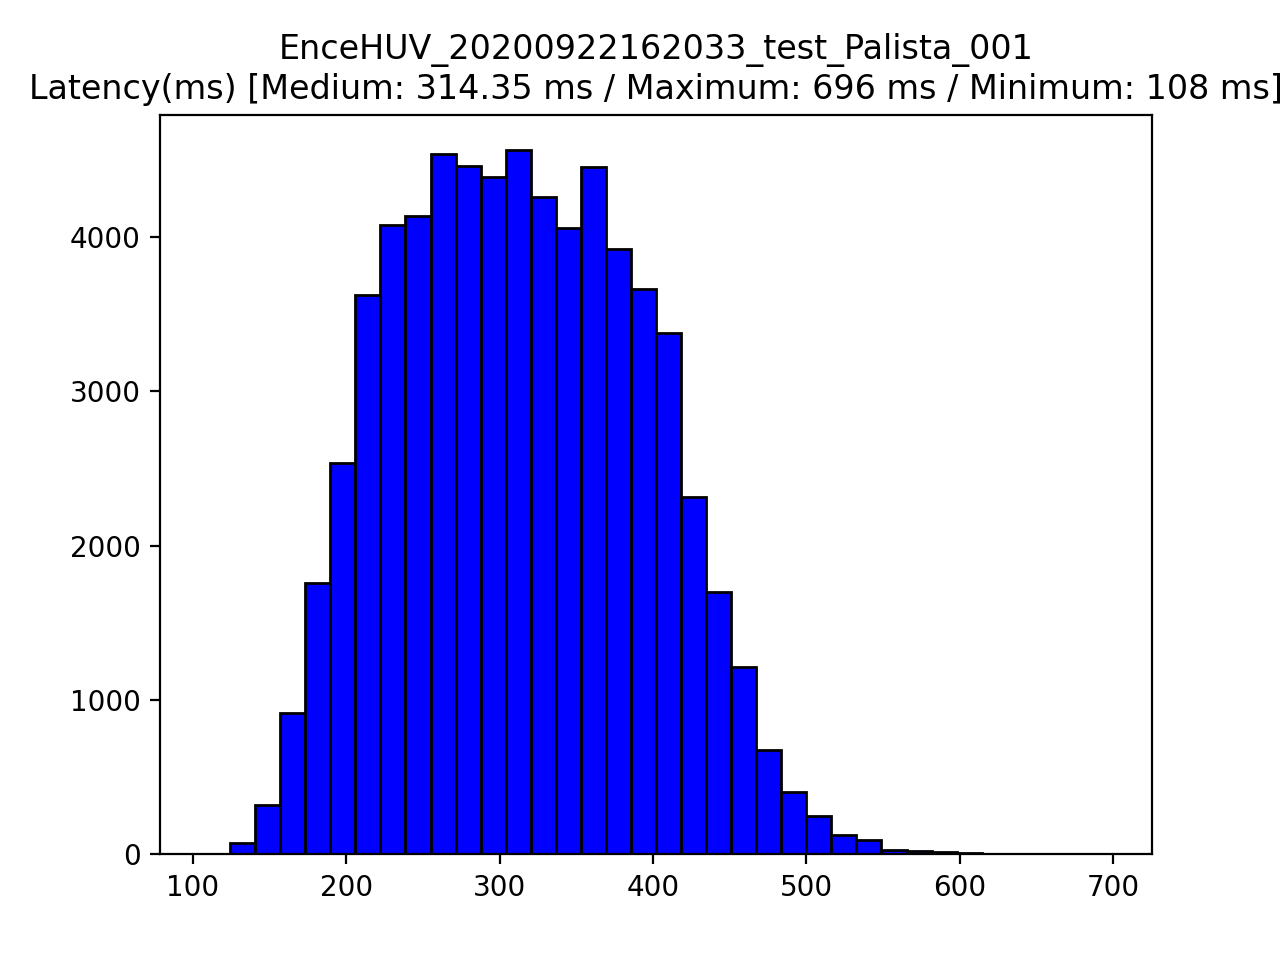 EnceHUV_20200922162033_test_Palista_001
Latency(ms) [Medium: 314.35 ms / Maximum: 696 ms / Minimum: 108 ms]
4000
3000
2000
1000
0
100 200 300 400 500 600 700